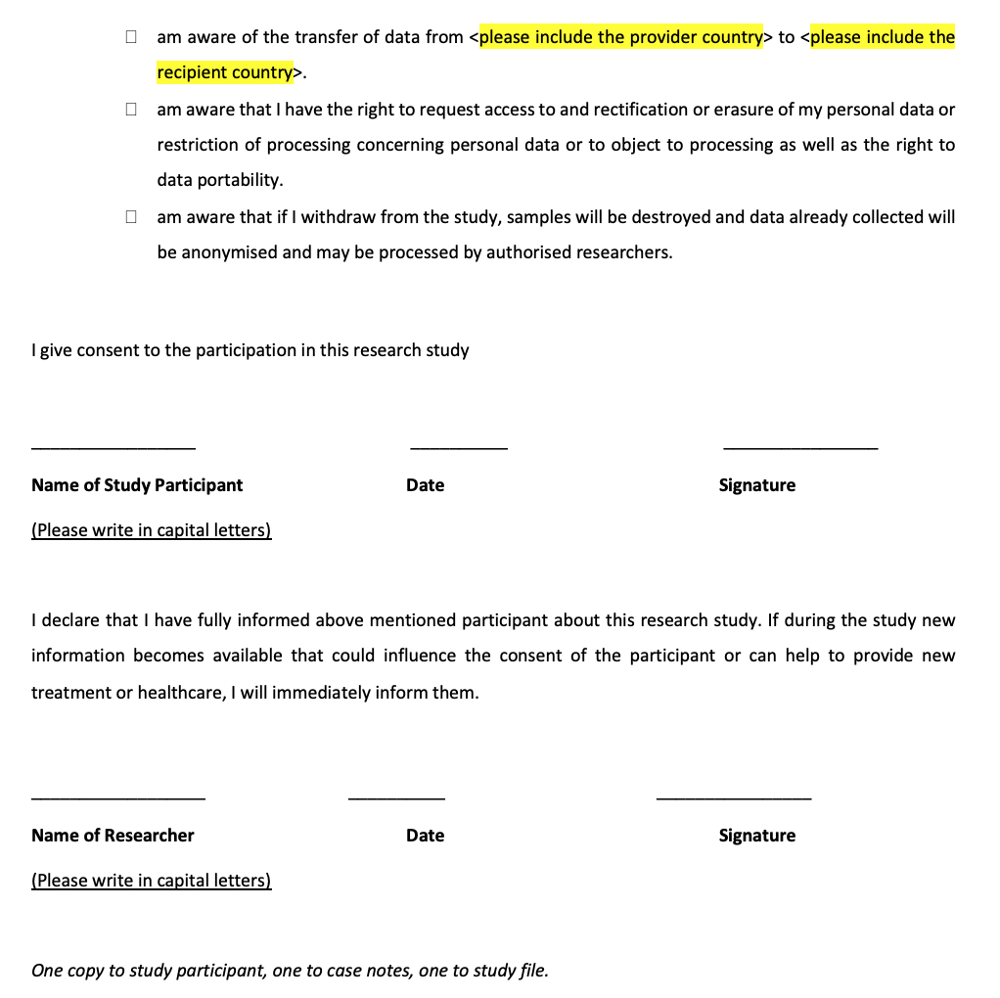 ☐ am aware of the transfer of data from <please include the provider country> to <please include the
recipient country>.
☐ am aware that I have the right to request access to and rectification or erasure of my personal data or
restriction of processing concerning personal data or to object to processing as well as the right to
data portability.
☐ am aware that if I withdraw from the study, samples will be destroyed and data already collected will
be anonymised and may be processed by authorised researchers.
I give consent to the participation in this research study
_________________ __________ ________________
Name of Study Participant Date Signature
(Please write in capital letters)
I declare that I have fully informed above mentioned participant about this research study. If during the study new
information becomes available that could influence the consent of the participant or can help to provide new
treatment or healthcare, I will immediately inform them.
__________________ __________ ________________
Name of Researcher Date Signature
(Please write in capital letters)
One copy to study participant, one to case notes, one to study file.